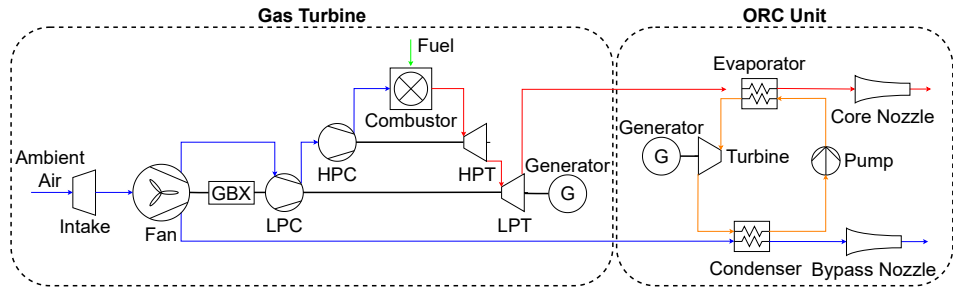 Gas Turbine
ORC Unit
Fuel
Combustor
Evaporator
Core Nozzle
Generator
G
Turbine
Pump
HPC
HPT
Generator
G
Ambient
Air
Intake
Fan
GBX
LPC
LPT
Condenser
Bypass Nozzle